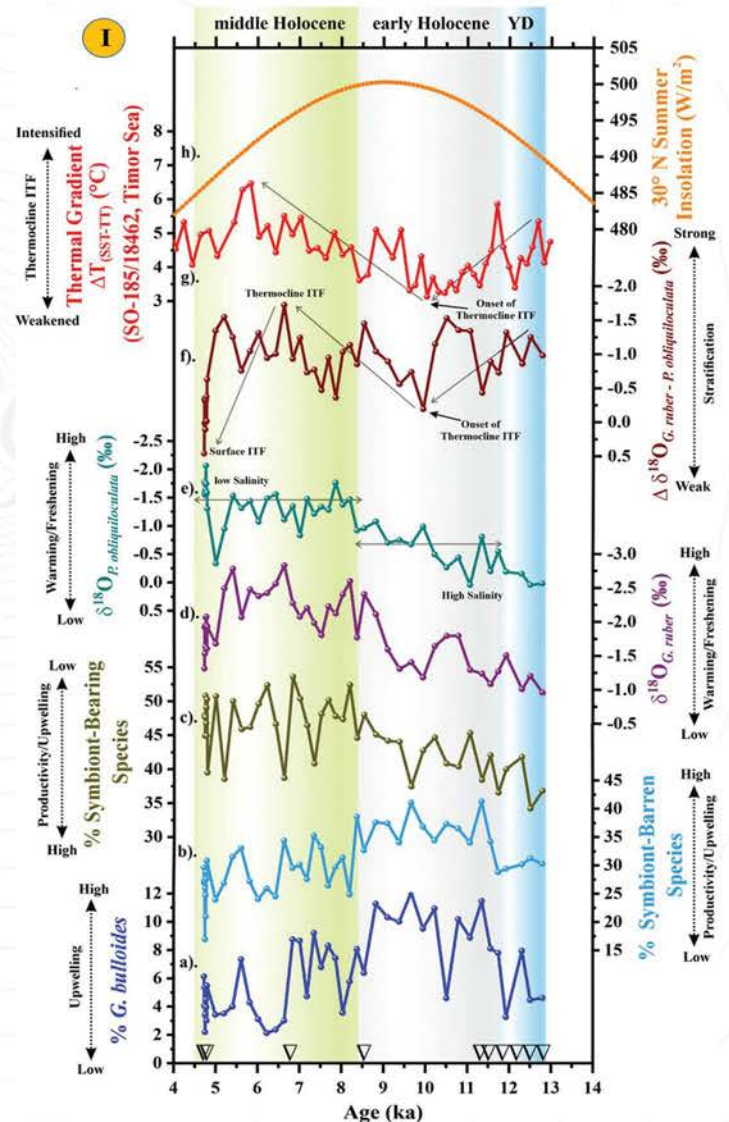 I
middle Holocene
early Holocene
YD
505
500
495
490
485
480
30° N Summer
Insolation (W/m²)
Intensified
Thermocline ITF
Weakened
Thermal Gradient
ΔT(SST-TT) (°C)
(SO-185/18462, Timor Sea)
8
7
6
5
4
3
h).
g).
Onset of
Thermocline ITF
Strong
Stratification
Weak
-2.0
-1.5
-1.0
-0.5
0.0
0.5
Δ δ¹⁸O G. ruber - P. obliquiloculata (‰)
Thermocline ITF
f).
Onset of
Thermocline ITF
Surface ITF
High
Warming/Freshening
Low
δ¹⁸O P. obliquiloculata (‰)
-2.5
-2.0
-1.5
-1.0
-0.5
0.0
0.5
e).
low Salinity
High Salinity
-3.0
-2.5
-2.0
-1.5
-1.0
-0.5
δ¹⁸O G. ruber (‰)
High
Warming/Freshening
Low
d).
Low
Productivity/Upwelling
High
% Symbiont-Bearing
Species
55
50
45
40
35
30
c).
45
40
35
30
25
20
15
% Symbiont-Barren
Species
High
Productivity/Upwelling
Low
b).
High
Upwelling
Low
% G. bulloides
12
10
8
6
4
2
0
a).
4 5 6 7 8 9 10 11 12 13 14
Age (ka)